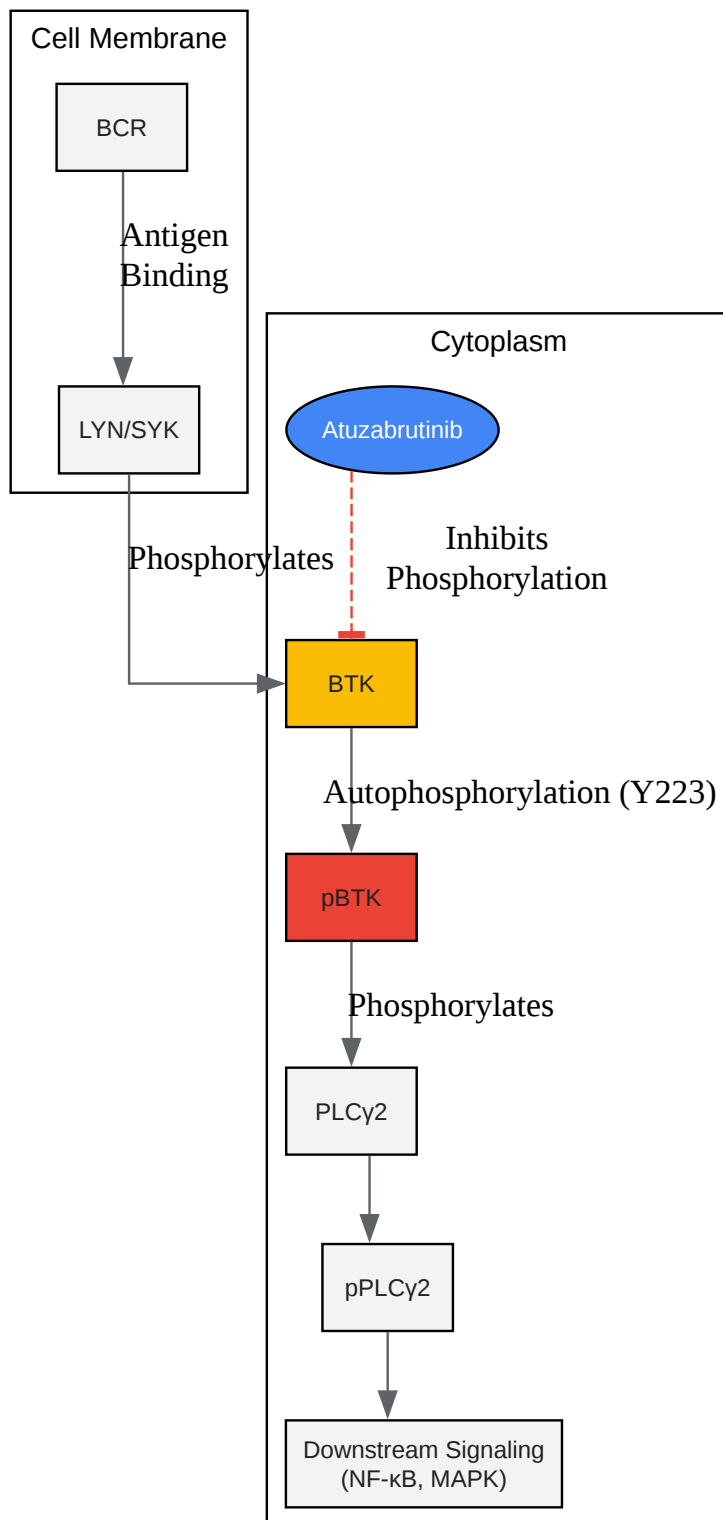 Cell Membrane
BCR
Antigen
Binding
LYN/SYK
Cytoplasm
Atuzabrutinib
Phosphorylates
Inhibits
Phosphorylation
BTK
Autophosphorylation (Y223)
pBTK
Phosphorylates
PLCγ2
pPLCγ2
Downstream Signaling
(NF-κB, MAPK)